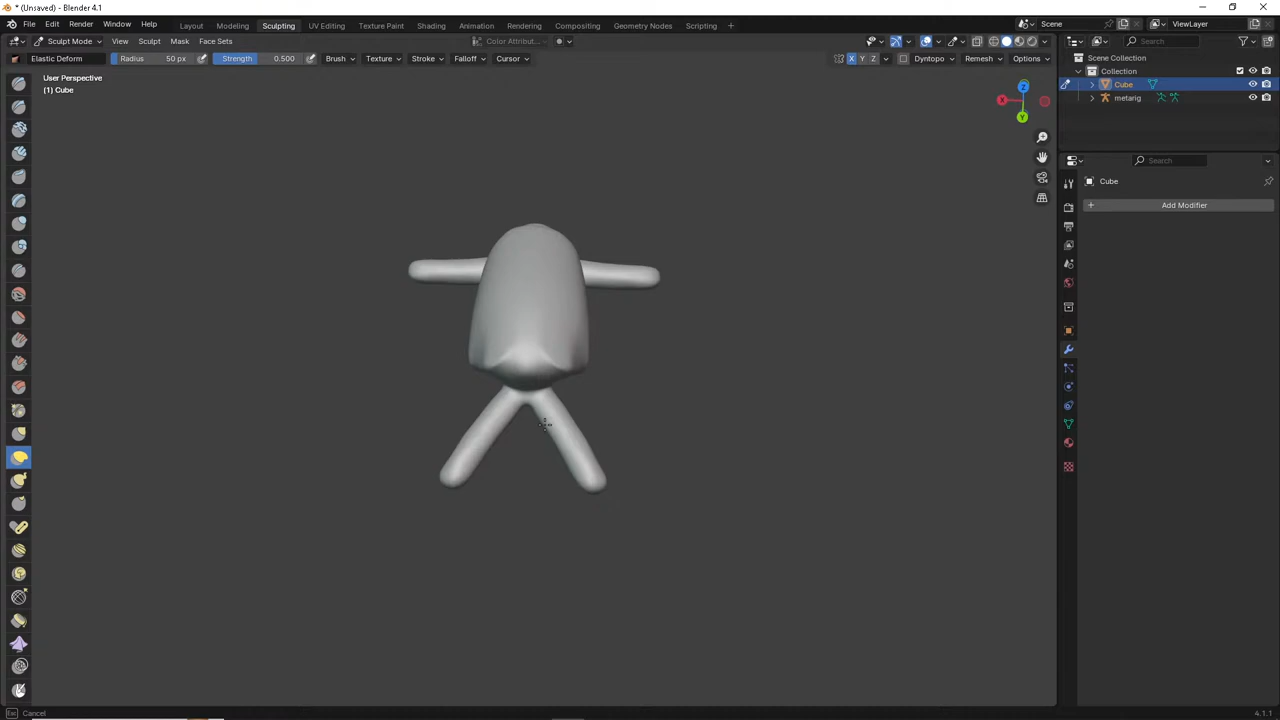 * (Unsaved) - Blender 4.1
File Edit Render Window Help Layout Modeling Sculpting UV Editing Texture Paint Shading Animation Rendering Compositing Geometry Nodes Scripting + Scene ViewLayer
Sculpt Mode View Sculpt Mask Face Sets Color Attribut... Search
Elastic Deform Radius 50 px Strength 0.500 Brush Texture Stroke Falloff Cursor X Y Z Dyntopo Remesh Options
Scene Collection
Collection
Cube
metarig
User Perspective
(1) Cube
Z
X
Y
Search
Cube
+ Add Modifier
Esc Cancel
4.1.1